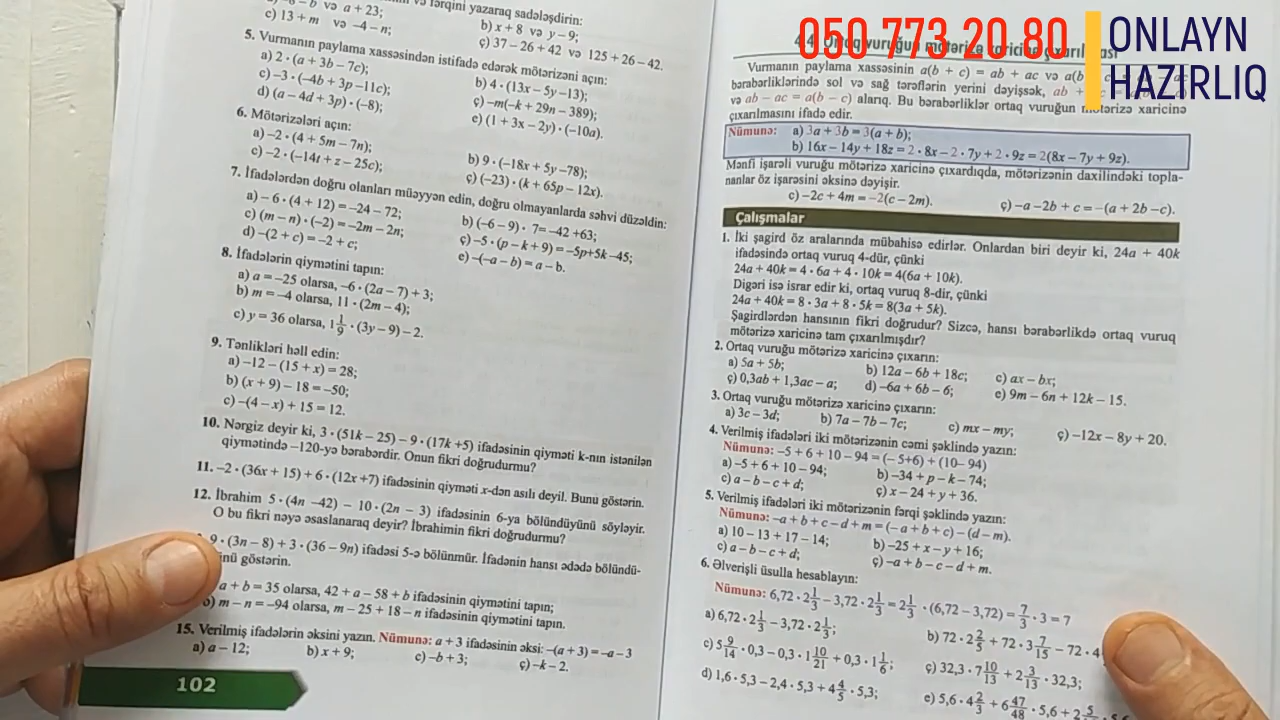 və fərqini yazaraq sadələşdirin:
b və a + 23;
b) x + 8 və y – 9;
c) 13 + m və –4 – n;
ç) 37 – 26 + 42 və 125 + 26 – 42.
5. Vurmanın paylama xassəsindən istifadə edərək mötərizəni açın:
a) 2 · (a + 3b – 7c);
b) 4 · (13x – 5y –13);
c) –3 · (–4b + 3p –11c);
ç) –m(–k + 29n – 389);
d) (a – 4d + 3p) · (–8);
e) (1 + 3x – 2y) · (–10a).
6. Mötərizələri açın:
a) –2 · (4 + 5m – 7n);
b) 9 · (–18x + 5y –78);
c) –2 · (–14t + z – 25c);
ç) (–23) · (k + 65p – 12x).
7. İfadələrdən doğru olanları müəyyən edin, doğru olmayanlarda səhvi düzəldin:
a) – 6 · (4 + 12) = –24 – 72;
b) (–6 –9) · 7= –42 +63;
c) (m – n) · (–2) = –2m – 2n;
ç) –5 · (p – k + 9) = –5p+5k –45;
d) –(2 + c) = –2 + c;
e) –(–a – b) = a – b.
8. İfadələrin qiymətini tapın:
a) a = –25 olarsa, –6 · (2a – 7) + 3;
b) m = –4 olarsa, 11 · (2m – 4);
c) y = 36 olarsa, 1 1/9 · (3y – 9) – 2.
9. Tənlikləri həll edin:
a) –12 – (15 + x) = 28;
b) (x + 9) – 18 = –50;
c) –(4 – x) + 15 = 12.
10. Nərgiz deyir ki, 3 · (51k – 25) – 9 · (17k +5) ifadəsinin qiyməti k-nın istənilən
qiymətində –120-yə bərabərdir. Onun fikri doğrudurmu?
11. –2 · (36x + 15) + 6 · (12x +7) ifadəsinin qiyməti x-dən asılı deyil. Bunu göstərin.
12. İbrahim 5 · (4n –42) – 10 · (2n – 3) ifadəsinin 6-ya bölündüyünü söyləyir.
O bu fikri nəyə əsaslanaraq deyir? İbrahimin fikri doğrudurmu?
9 · (3n – 8) + 3 · (36 – 9n) ifadəsi 5-ə bölünmür. İfadənin hansı ədədə bölündü-
göstərin.
a + b = 35 olarsa, 42 + a – 58 + b ifadəsinin qiymətini tapın;
b) m – n = –94 olarsa, m – 25 + 18 – n ifadəsinin qiymətini tapın.
15. Verilmiş ifadələrin əksini yazın. Nümunə: a + 3 ifadəsinin əksi: –(a + 3) = –a – 3
a) a – 12;
b) x + 9;
c) –b + 3;
ç) –k – 2.
102
050 773 20 80
ONLAYN
HAZIRLIQ
Ortaq vuruğun mötərizə xaricinə çıxarılması
Vurmanın paylama xassəsinin a(b + c) = ab + ac və a(b
bərabərliklərində sol və sağ tərəflərin yerini dəyişsək, ab +
və ab – ac = a(b – c) alarıq. Bu bərabərliklər ortaq vuruğun mötərizə xaricinə
çıxarılmasını ifadə edir.
Nümunə: a) 3a + 3b = 3(a + b);
b) 16x – 14y + 18z = 2 · 8x – 2 · 7y + 2 · 9z = 2(8x – 7y + 9z).
Mənfi işarəli vuruğu mötərizə xaricinə çıxardıqda, mötərizənin daxilindəki topla-
nanlar öz işarəsini əksinə dəyişir.
c) –2c + 4m = –2(c – 2m).
ç) –a –2b + c = –(a + 2b –c).
Çalışmalar
1. İki şagird öz aralarında mübahisə edirlər. Onlardan biri deyir ki, 24a + 40k
ifadəsində ortaq vuruq 4-dür, çünki
24a + 40k = 4 · 6a + 4 · 10k = 4(6a + 10k).
Digəri isə israr edir ki, ortaq vuruq 8-dir, çünki
24a + 40k = 8 · 3a + 8 · 5k = 8(3a + 5k).
Şagirdlərdən hansının fikri doğrudur? Sizcə, hansı bərabərlikdə ortaq vuruq
mötərizə xaricinə tam çıxarılmışdır?
2. Ortaq vuruğu mötərizə xaricinə çıxarın:
a) 5a + 5b;
b) 12a – 6b + 18c;
c) ax – bx;
ç) 0,3ab + 1,3ac – a;
d) –6a + 6b – 6;
e) 9m – 6n + 12k – 15.
3. Ortaq vuruğu mötərizə xaricinə çıxarın:
a) 3c – 3d;
b) 7a – 7b – 7c;
c) mx – my;
ç) –12x – 8y + 20.
4. Verilmiş ifadələri iki mötərizənin cəmi şəklində yazın:
Nümunə: –5 + 6 + 10 – 94 = (– 5+6) + (10– 94)
a) –5 + 6 + 10 – 94;
b) –34 + p – k – 74;
c) a – b – c + d;
ç) x – 24 + y + 36.
5. Verilmiş ifadələri iki mötərizənin fərqi şəklində yazın:
Nümunə: –a + b + c – d + m = (– a + b + c) – (d – m).
a) 10 – 13 + 17 – 14;
b) –25 + x – y + 16;
c) a – b – c + d;
ç) –a + b – c – d + m.
6. Əlverişli üsulla hesablayın:
Nümunə: 6,72 · 2 1/3 – 3,72 · 2 1/3 = 2 1/3 · (6,72 – 3,72) = 7/3 · 3 = 7
a) 6,72 · 2 1/3 – 3,72 · 2 1/3;
b) 72 · 2 2/5 + 72 · 3 7/15 – 72 · 4
c) 5 9/14 · 0,3 – 0,3 · 1 10/21 + 0,3 · 1 1/6;
ç) 32,3 · 7 10/13 + 2 3/13 · 32,3;
d) 1,6 · 5,3 – 2,4 · 5,3 + 4 4/5 · 5,3;
e) 5,6 · 4 2/3 + 6 47/48 · 5,6 + 2